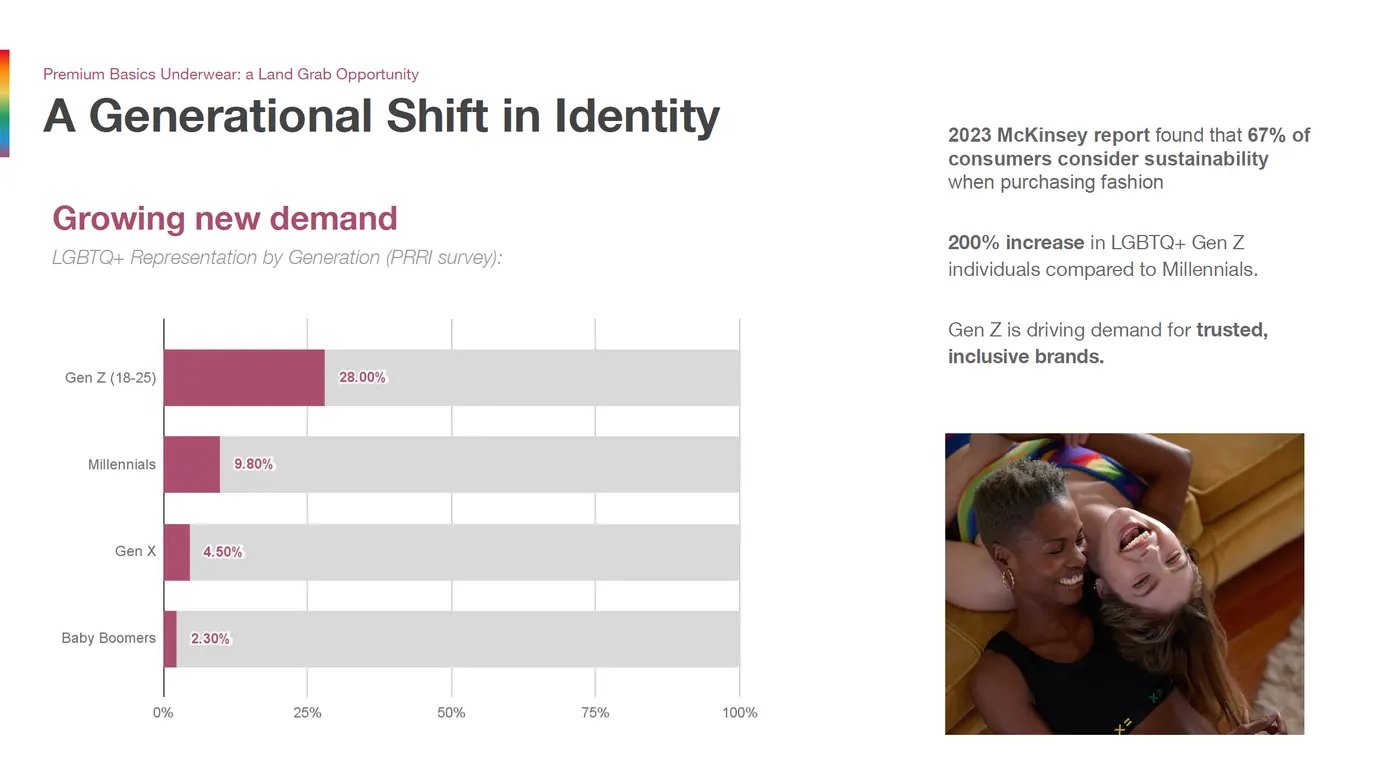 Premium Basics Underwear: a Land Grab Opportunity
A Generational Shift in Identity
Growing new demand
LGBTQ+ Representation by Generation (PRRI survey):
Gen Z (18-25)
28.00%
Millennials
9.80%
Gen X
4.50%
Baby Boomers
2.30%
0%
25%
50%
75%
100%
2023 McKinsey report found that 67% of
consumers consider sustainability
when purchasing fashion
200% increase in LGBTQ+ Gen Z
individuals compared to Millennials.
Gen Z is driving demand for trusted,
inclusive brands.